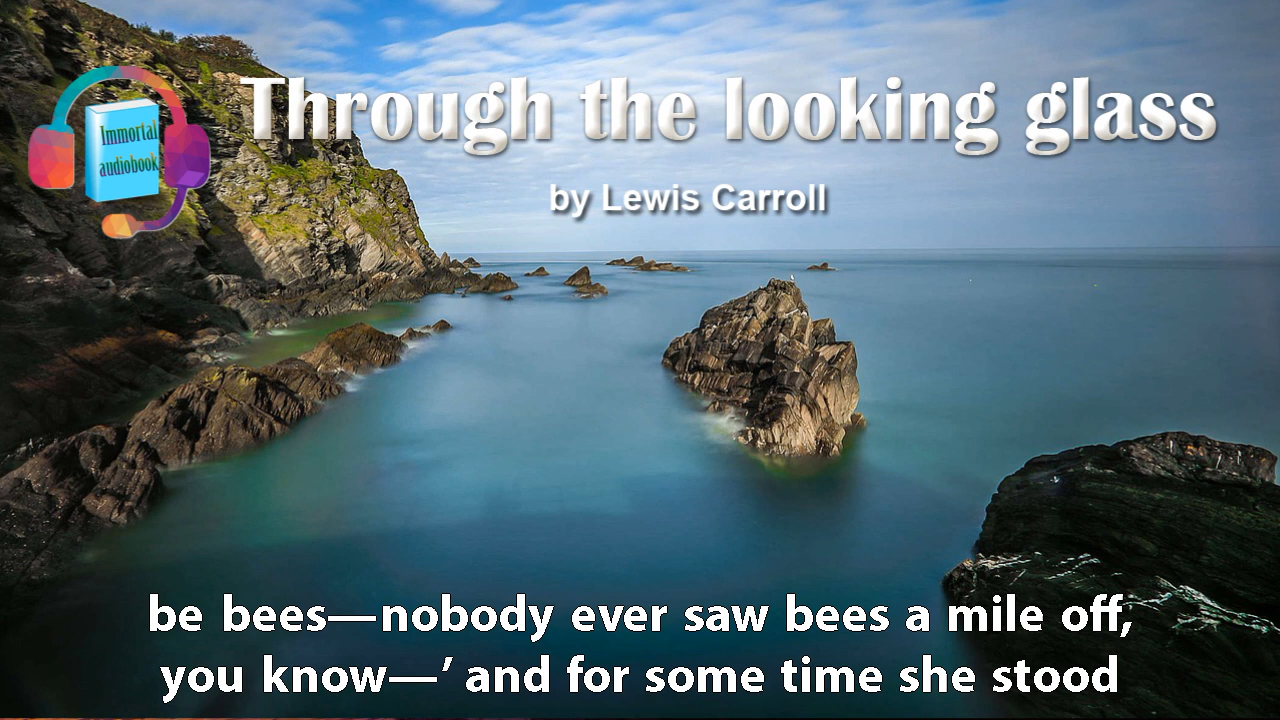 Immortal
audiobook
Through the looking glass
by Lewis Carroll
be bees—nobody ever saw bees a mile off,
you know—’ and for some time she stood